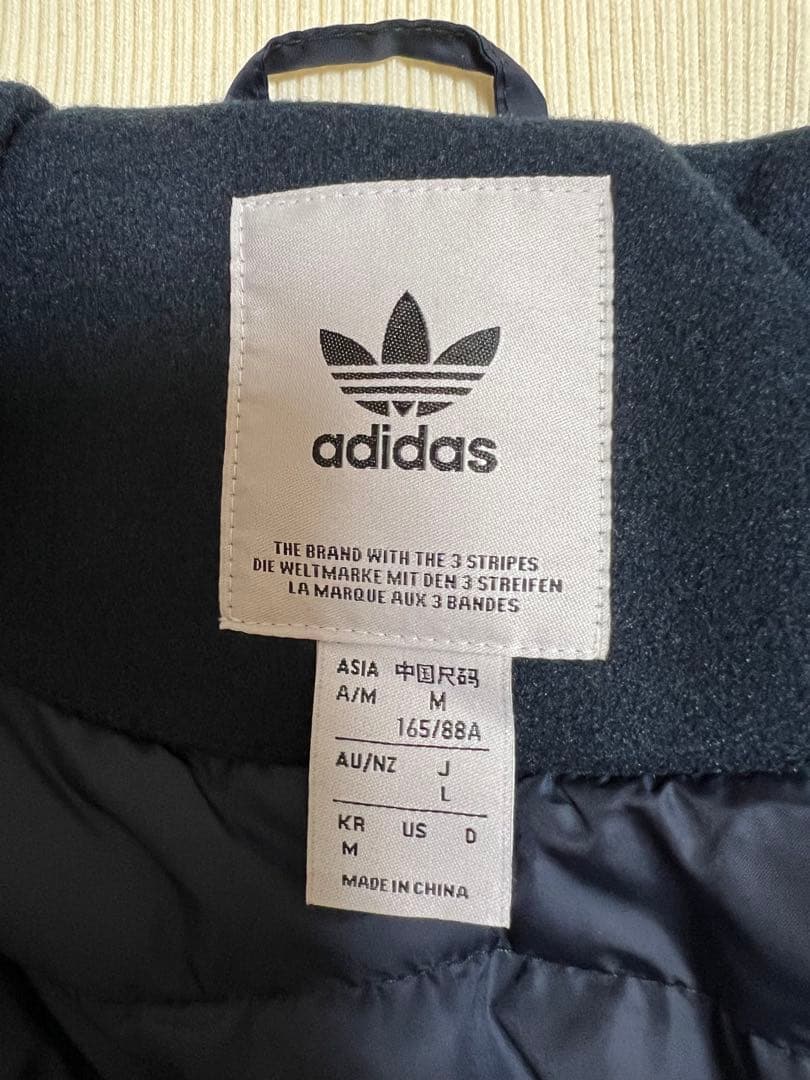 adidas
THE BRAND WITH THE 3 STRIPES
DIE WELTMARKE MIT DEN 3 STREIFEN
LA MARQUE AUX 3 BANDES
ASIA 中国尺码
A/M M
165/88A
AU/NZ J
L
KR US D
M
MADE IN CHINA